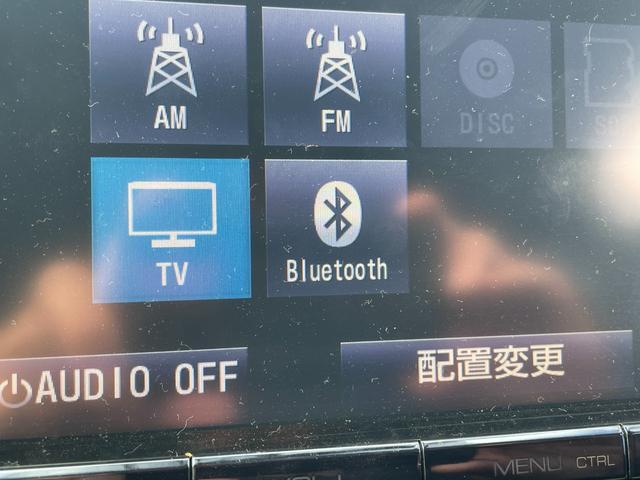 AM
FM
DISC
TV
Bluetooth
AUDIO OFF
配置変更
MENU CTRL